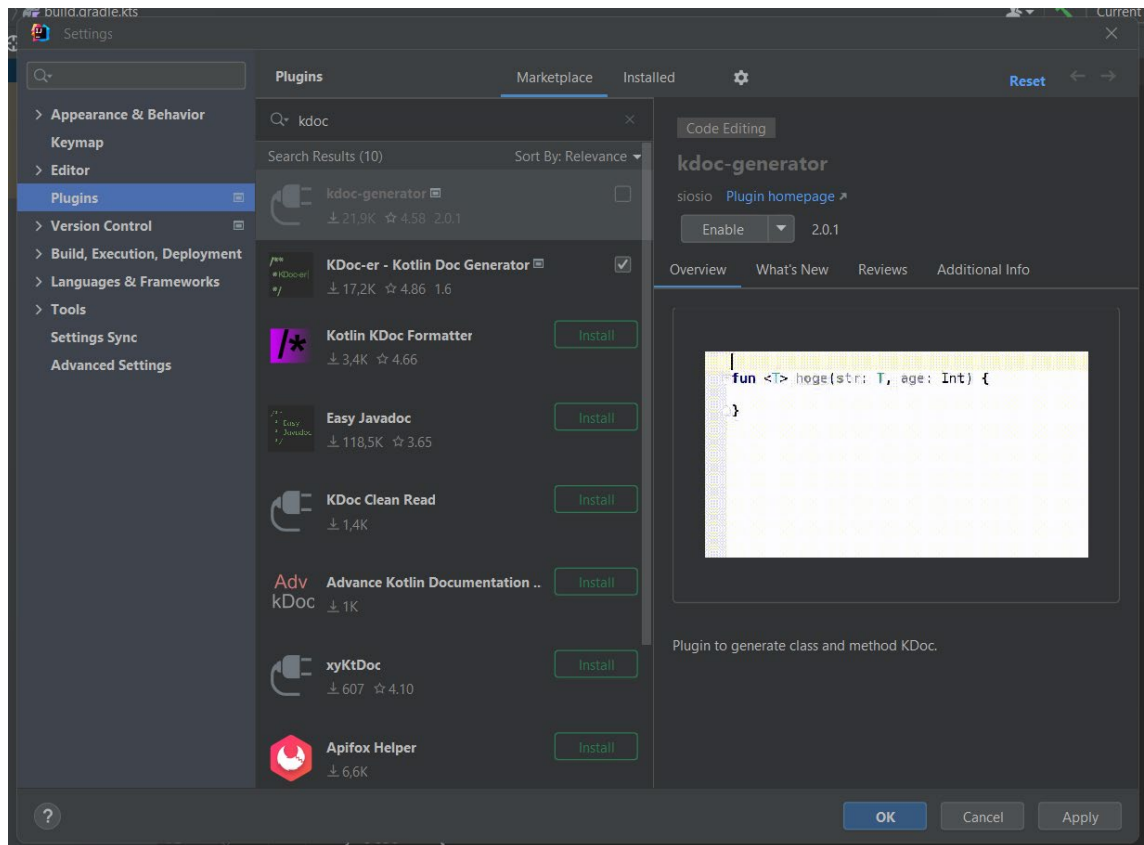 build.gradle.kts
Current
Settings
Plugins
Marketplace
Installed
Reset
Appearance & Behavior
Keymap
Editor
Plugins
Version Control
Build, Execution, Deployment
Languages & Frameworks
Tools
Settings Sync
Advanced Settings
kdoc
Search Results (10)
Sort By: Relevance
kdoc-generator
21,9K 4.58 2.0.1
/**
*KDoc-er|
*/
KDoc-er - Kotlin Doc Generator
17,2K 4.86 1.6
/*
Kotlin KDoc Formatter
Install
3,4K 4.66
/**
* Easy
* Javadoc
*/
Easy Javadoc
Install
118,5K 3.65
KDoc Clean Read
Install
1,4K
Adv
kDoc
Advance Kotlin Documentation ..
Install
1K
xyKtDoc
Install
607 4.10
Apifox Helper
Install
6,6K
Code Editing
kdoc-generator
siosio Plugin homepage
Enable
2.0.1
Overview
What's New
Reviews
Additional Info
fun <T> hoge(str: T, age: Int) {
}
Plugin to generate class and method KDoc.
?
OK
Cancel
Apply